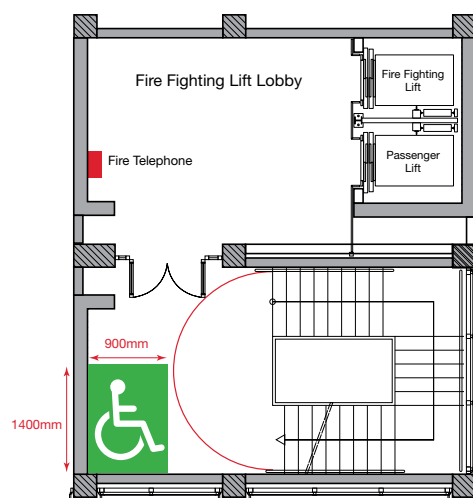 Fire Fighting Lift Lobby
Fire Fighting
Lift
Fire Telephone
Passenger
Lift
900mm
1400mm